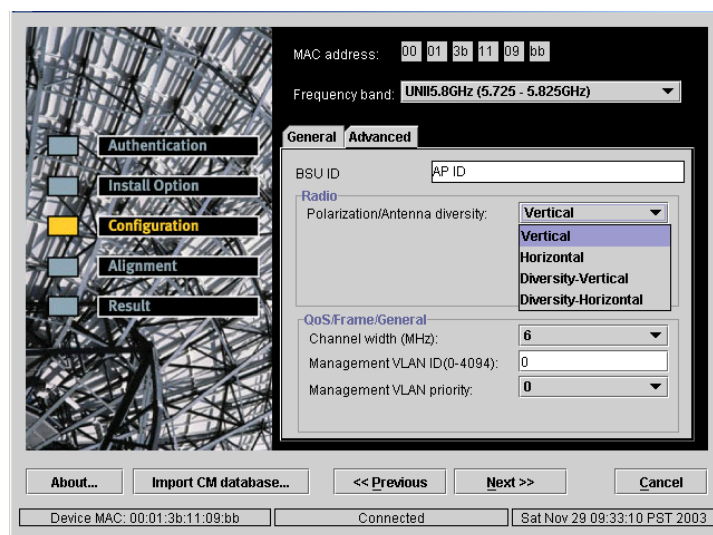 MAC address: 00 01 3b 11 09 bb
Frequency band: UNII5.8GHz (5.725 - 5.825GHz)
General Advanced
Authentication
Install Option
Configuration
Alignment
Result
BSU ID AP ID
Radio
Polarization/Antenna diversity: Vertical
Vertical
Horizontal
Diversity-Vertical
Diversity-Horizontal
QoS/Frame/General
Channel width (MHz): 6
Management VLAN ID(0-4094): 0
Management VLAN priority: 0
About... Import CM database... << Previous Next >> Cancel
Device MAC: 00:01:3b:11:09:bb Connected Sat Nov 29 09:33:10 PST 2003